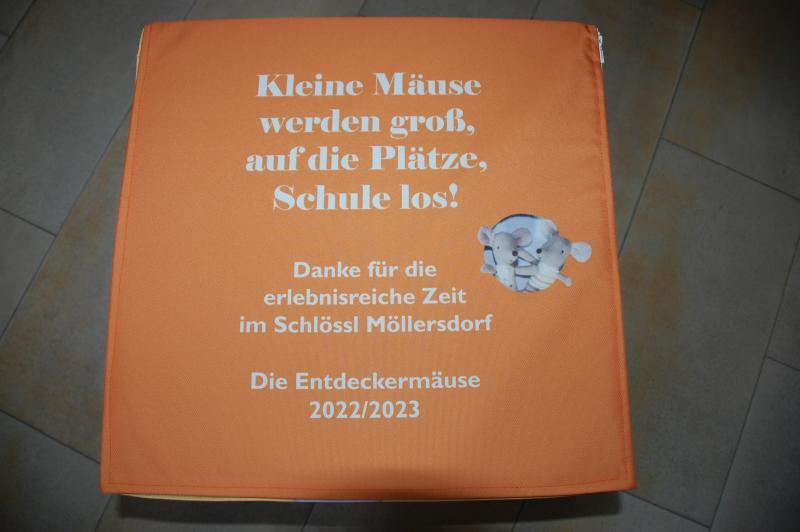 Kleine Mäuse
werden groß,
auf die Plätze,
Schule los!
Danke für die
erlebnisreiche Zeit
im Schlössl Möllersdorf
Die Entdeckermäuse
2022/2023